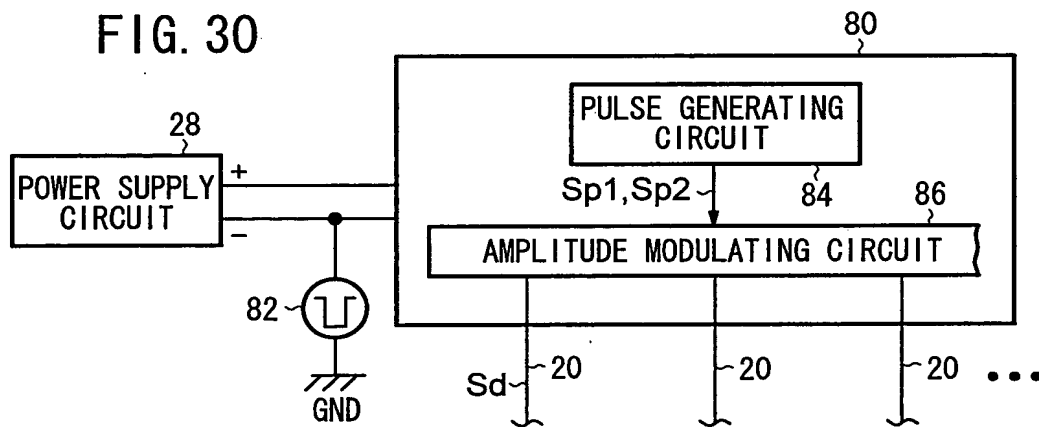 FIG. 30
80
PULSE GENERATING
CIRCUIT
28
+
POWER SUPPLY
CIRCUIT
−
Sp1,Sp2
84
86
AMPLITUDE MODULATING CIRCUIT
82
20
20
20
Sd
GND